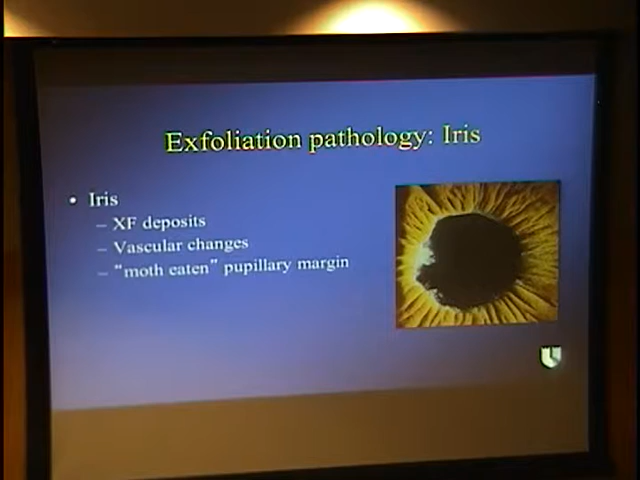 Exfoliation pathology: Iris
• Iris
– XF deposits
– Vascular changes
– "moth eaten" pupillary margin